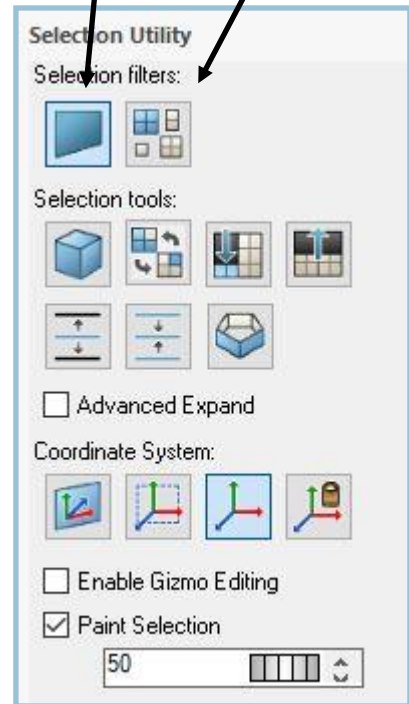 Selection Utility
Selection filters:
Selection tools:
Advanced Expand
Coordinate System:
Enable Gizmo Editing
Paint Selection
50